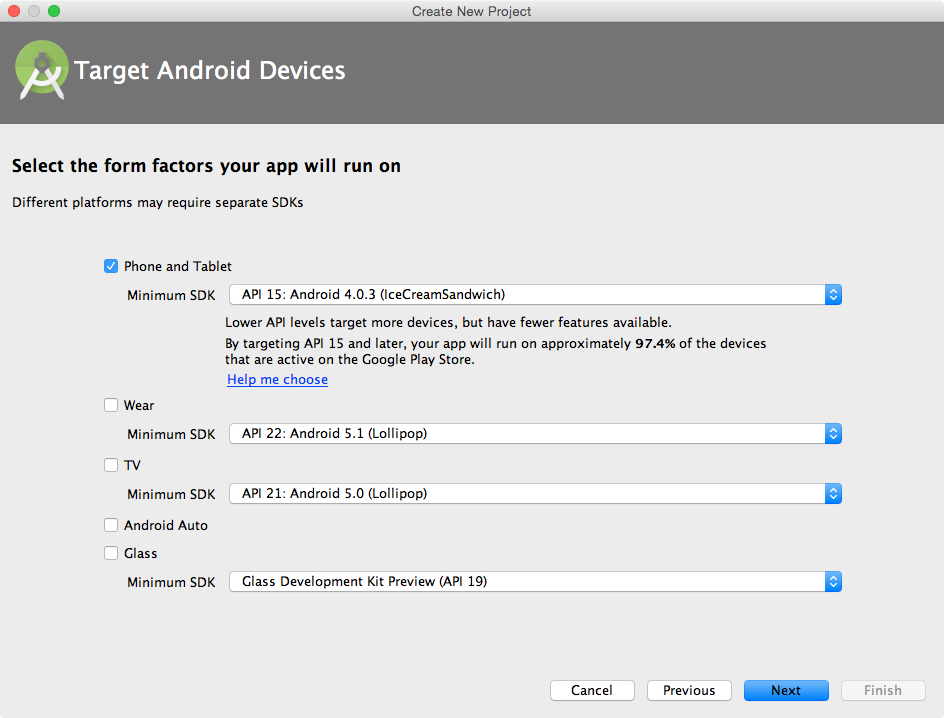 Create New Project
Target Android Devices
Select the form factors your app will run on
Different platforms may require separate SDKs
Phone and Tablet
Minimum SDK API 15: Android 4.0.3 (IceCreamSandwich)
Lower API levels target more devices, but have fewer features available.
By targeting API 15 and later, your app will run on approximately 97.4% of the devices
that are active on the Google Play Store.
Help me choose
Wear
Minimum SDK API 22: Android 5.1 (Lollipop)
TV
Minimum SDK API 21: Android 5.0 (Lollipop)
Android Auto
Glass
Minimum SDK Glass Development Kit Preview (API 19)
Cancel Previous Next Finish